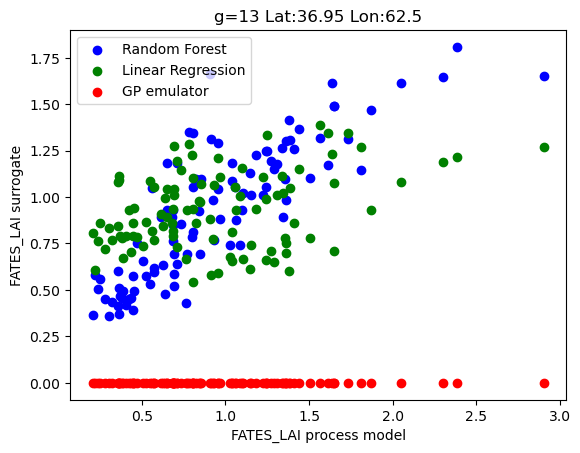 g=13 Lat:36.95 Lon:62.5
Random Forest
Linear Regression
GP emulator
FATES_LAI surrogate
1.75
1.50
1.25
1.00
0.75
0.50
0.25
0.00
0.5
1.0
1.5
2.0
2.5
3.0
FATES_LAI process model